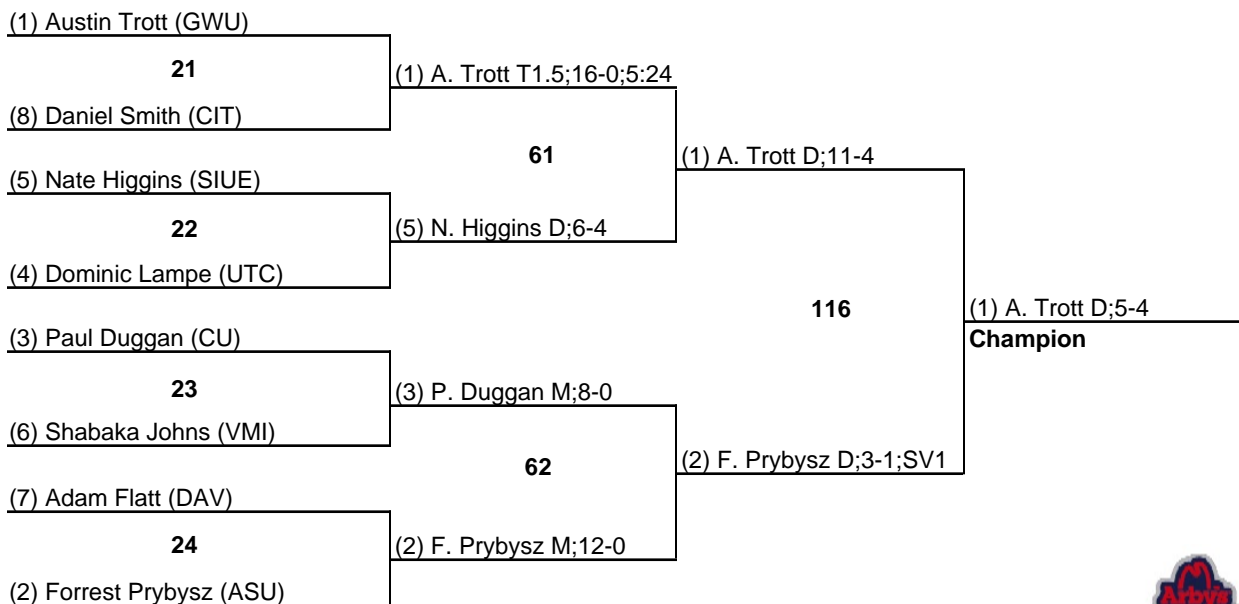 (1) Austin Trott (GWU)
21
(1) A. Trott T1.5;16-0;5:24
(8) Daniel Smith (CIT)
61
(1) A. Trott D;11-4
(5) Nate Higgins (SIUE)
22
(5) N. Higgins D;6-4
(4) Dominic Lampe (UTC)
116
(1) A. Trott D;5-4
Champion
(3) Paul Duggan (CU)
23
(3) P. Duggan M;8-0
(6) Shabaka Johns (VMI)
62
(2) F. Prybysz D;3-1;SV1
(7) Adam Flatt (DAV)
24
(2) F. Prybysz M;12-0
(2) Forrest Prybysz (ASU)
Arby's